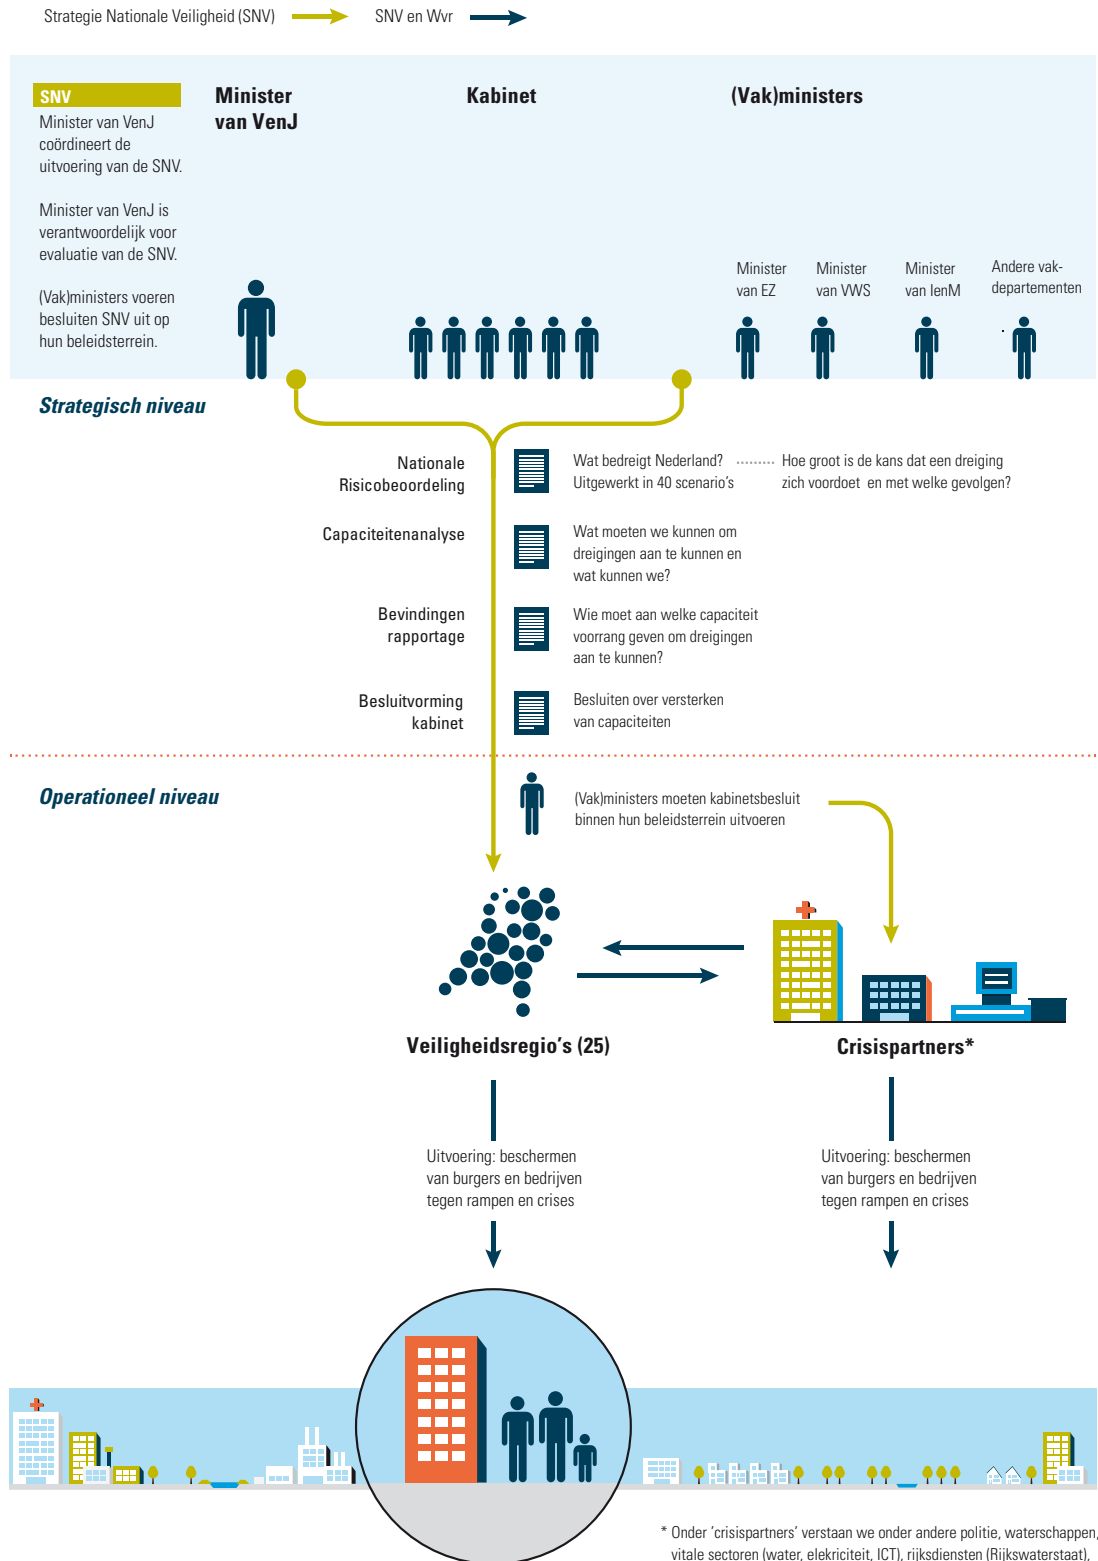 Strategie Nationale Veiligheid (SNV)
SNV en Wvr
SNV
Minister van VenJ
coördineert de
uitvoering van de SNV.
Minister van VenJ is
verantwoordelijk voor
evaluatie van de SNV.
(Vak)ministers voeren
besluiten SNV uit op
hun beleidsterrein.
Minister
van VenJ
Kabinet
(Vak)ministers
Minister
van EZ
Minister
van VWS
Minister
van IenM
Andere vak-
departementen
Strategisch niveau
Nationale
Risicobeoordeling
Wat bedreigt Nederland?
Uitgewerkt in 40 scenario's
Hoe groot is de kans dat een dreiging
zich voordoet en met welke gevolgen?
Capaciteitenanalyse
Wat moeten we kunnen om
dreigingen aan te kunnen en
wat kunnen we?
Bevindingen
rapportage
Wie moet aan welke capaciteit
voorrang geven om dreigingen
aan te kunnen?
Besluitvorming
kabinet
Besluiten over versterken
van capaciteiten
Operationeel niveau
(Vak)ministers moeten kabinetsbesluit
binnen hun beleidsterrein uitvoeren
Veiligheidsregio's (25)
Crisispartners*
Uitvoering: beschermen
van burgers en bedrijven
tegen rampen en crises
Uitvoering: beschermen
van burgers en bedrijven
tegen rampen en crises
* Onder 'crisispartners' verstaan we onder andere politie, waterschappen,
vitale sectoren (water, elekriciteit, ICT), rijksdiensten (Rijkswaterstaat),